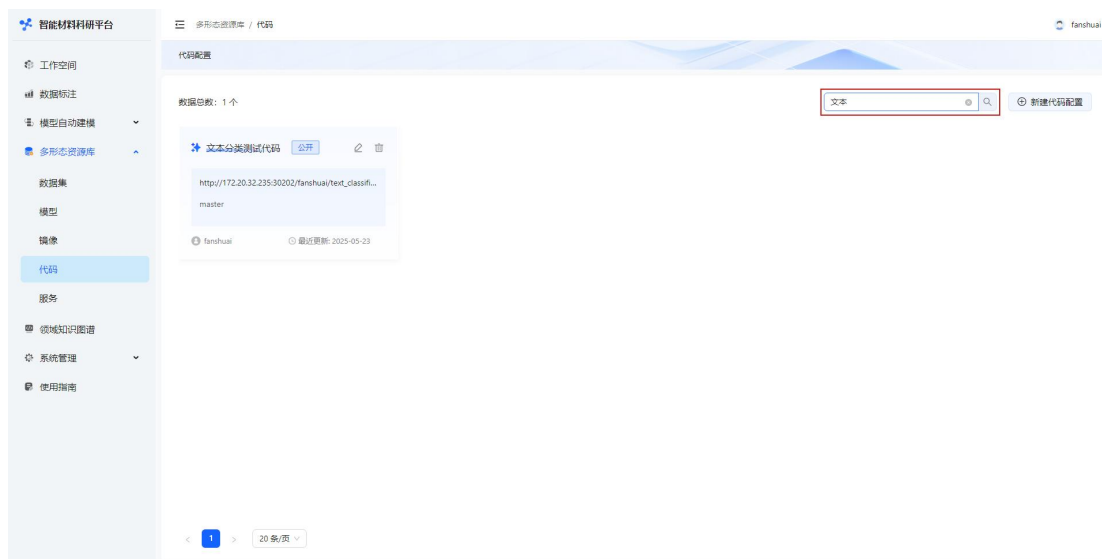 智能材料科研平台
多形态资源库 / 代码
fanshuai
工作空间
数据标注
模型自动建模
多形态资源库
数据集
模型
镜像
代码
服务
领域知识图谱
系统管理
使用指南
代码配置
数据总数: 1 个
文本
新建代码配置
文本分类测试代码
公开
http://172.20.32.235:30202/fanshuai/text_classifi...
master
fanshuai
最近更新: 2025-05-23
1
20 条/页